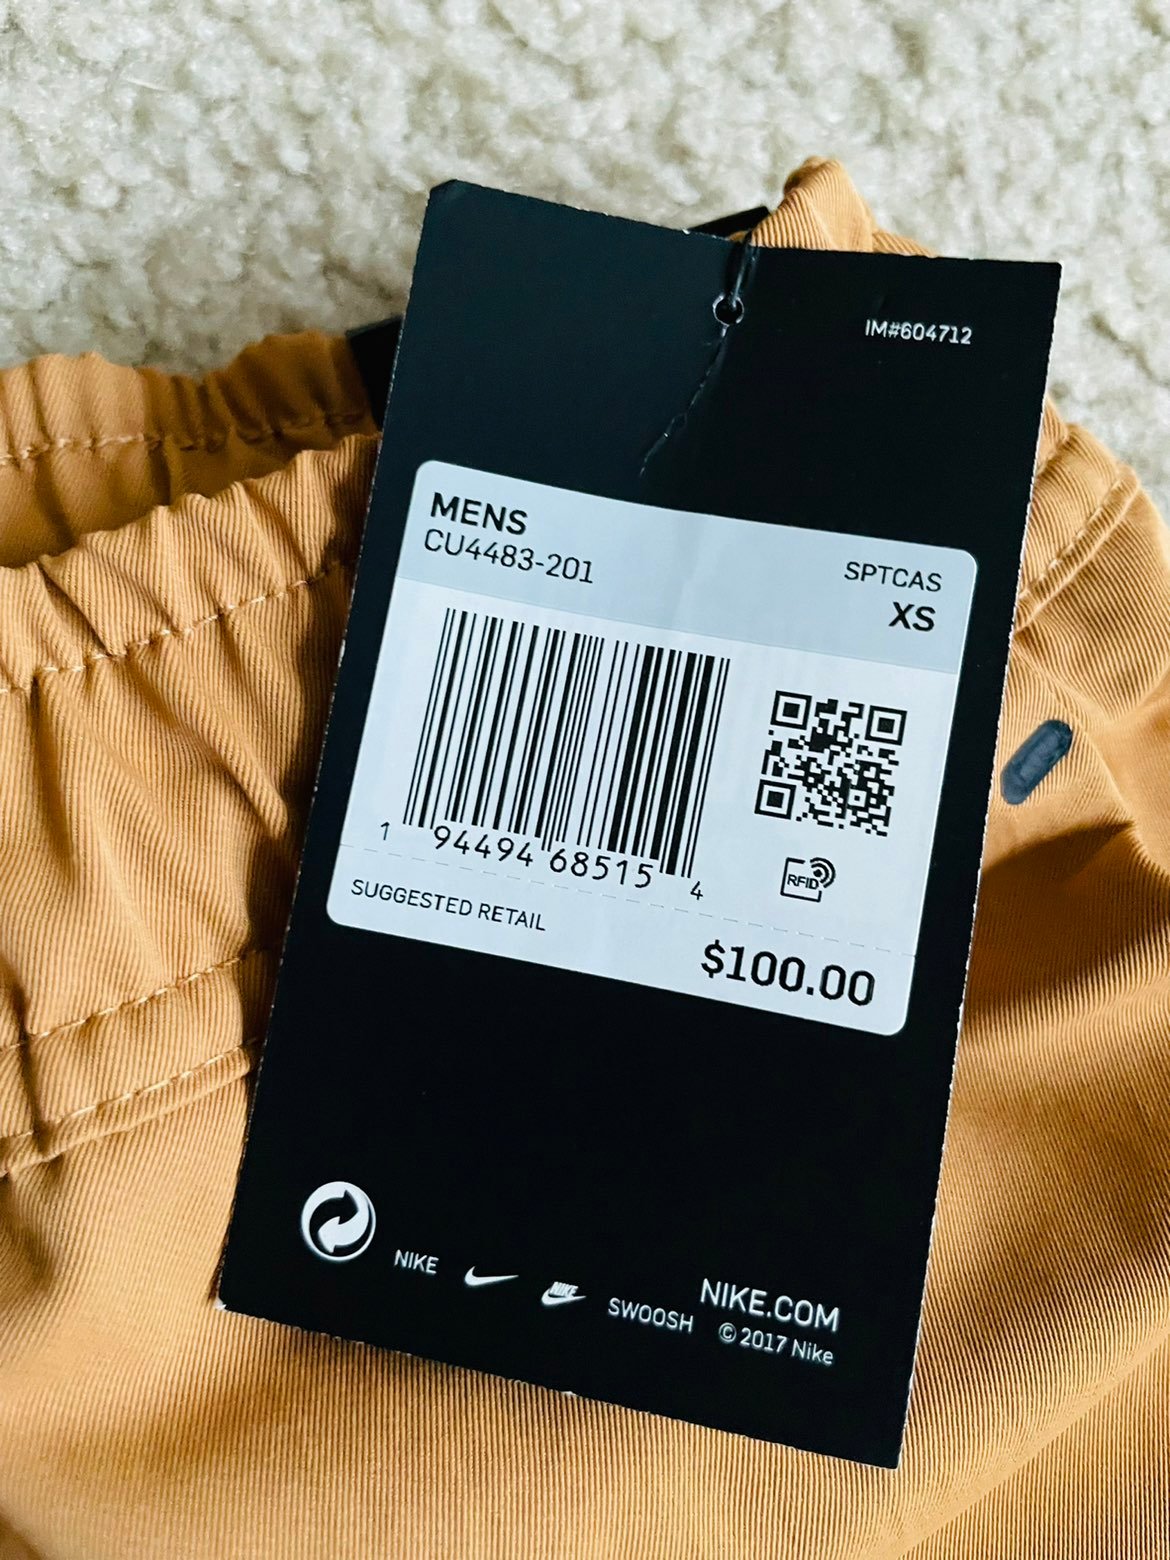 IM#604712
MENS
CU4483-201
SPTCAS
XS
1 94494 68515 4
RFID
SUGGESTED RETAIL
$100.00
NIKE
NIKE
SWOOSH
NIKE.COM
© 2017 Nike